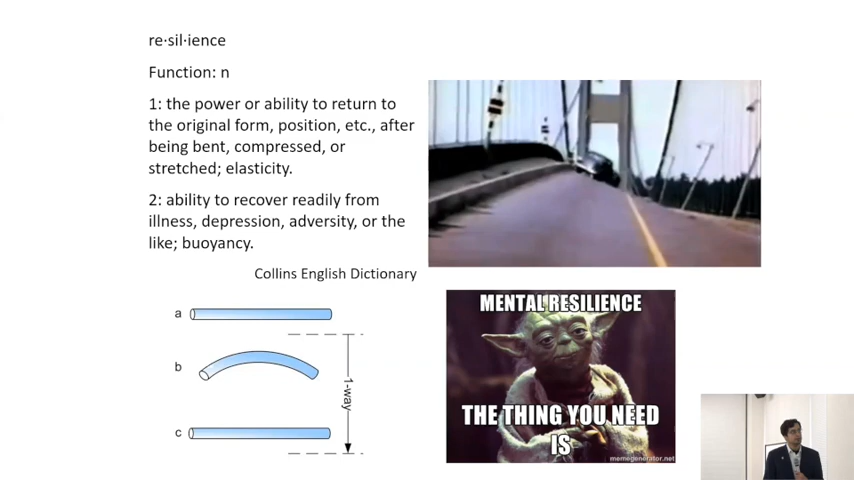 re·sil·ience
Function: n
1: the power or ability to return to
the original form, position, etc., after
being bent, compressed, or
stretched; elasticity.
2: ability to recover readily from
illness, depression, adversity, or the
like; buoyancy.
Collins English Dictionary
a
b
c
1-way
MENTAL RESILIENCE
THE THING YOU NEED
IS
memegenerator.net